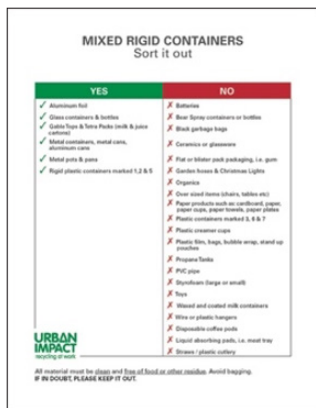 MIXED RIGID CONTAINERS
Sort it out
YES
Aluminum foil
Glass containers & bottles
Gable Tops & Tetra Packs (milk & juice
cartons)
Metal containers, metal cans,
aluminum cans
Metal pots & pans
Rigid plastic containers marked 1,2 & 5
NO
Batteries
Bear Spray containers or bottles
Black garbage bags
Ceramics or glassware
Flat or blister pack packaging, i.e. gum
Garden hoses & Christmas Lights
Organics
Over sized items (chairs, tables etc)
Paper products such as cardboard, paper,
paper cups, paper towels, paper plates
Plastic containers marked 3, 6 & 7
Plastic creamer cups
Plastic film, bags, bubble wrap, stand up
pouches
Propane Tanks
PVC pipe
Styrofoam (large or small)
Toys
Waxed and coated milk containers
Wire or plastic hangers
Disposable coffee pods
Liquid absorbing pads, i.e. meat tray
Straws / plastic cutlery
URBAN
IMPACT
recycling at work
All material must be clean and free of food or other residue. Avoid bagging.
IF IN DOUBT, PLEASE KEEP IT OUT.